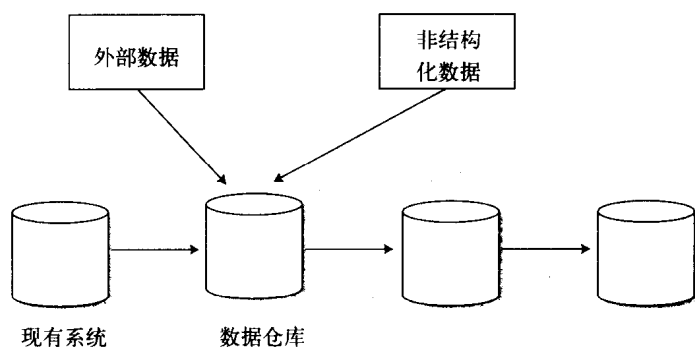 外部数据
非结构
化数据
现有系统
数据仓库